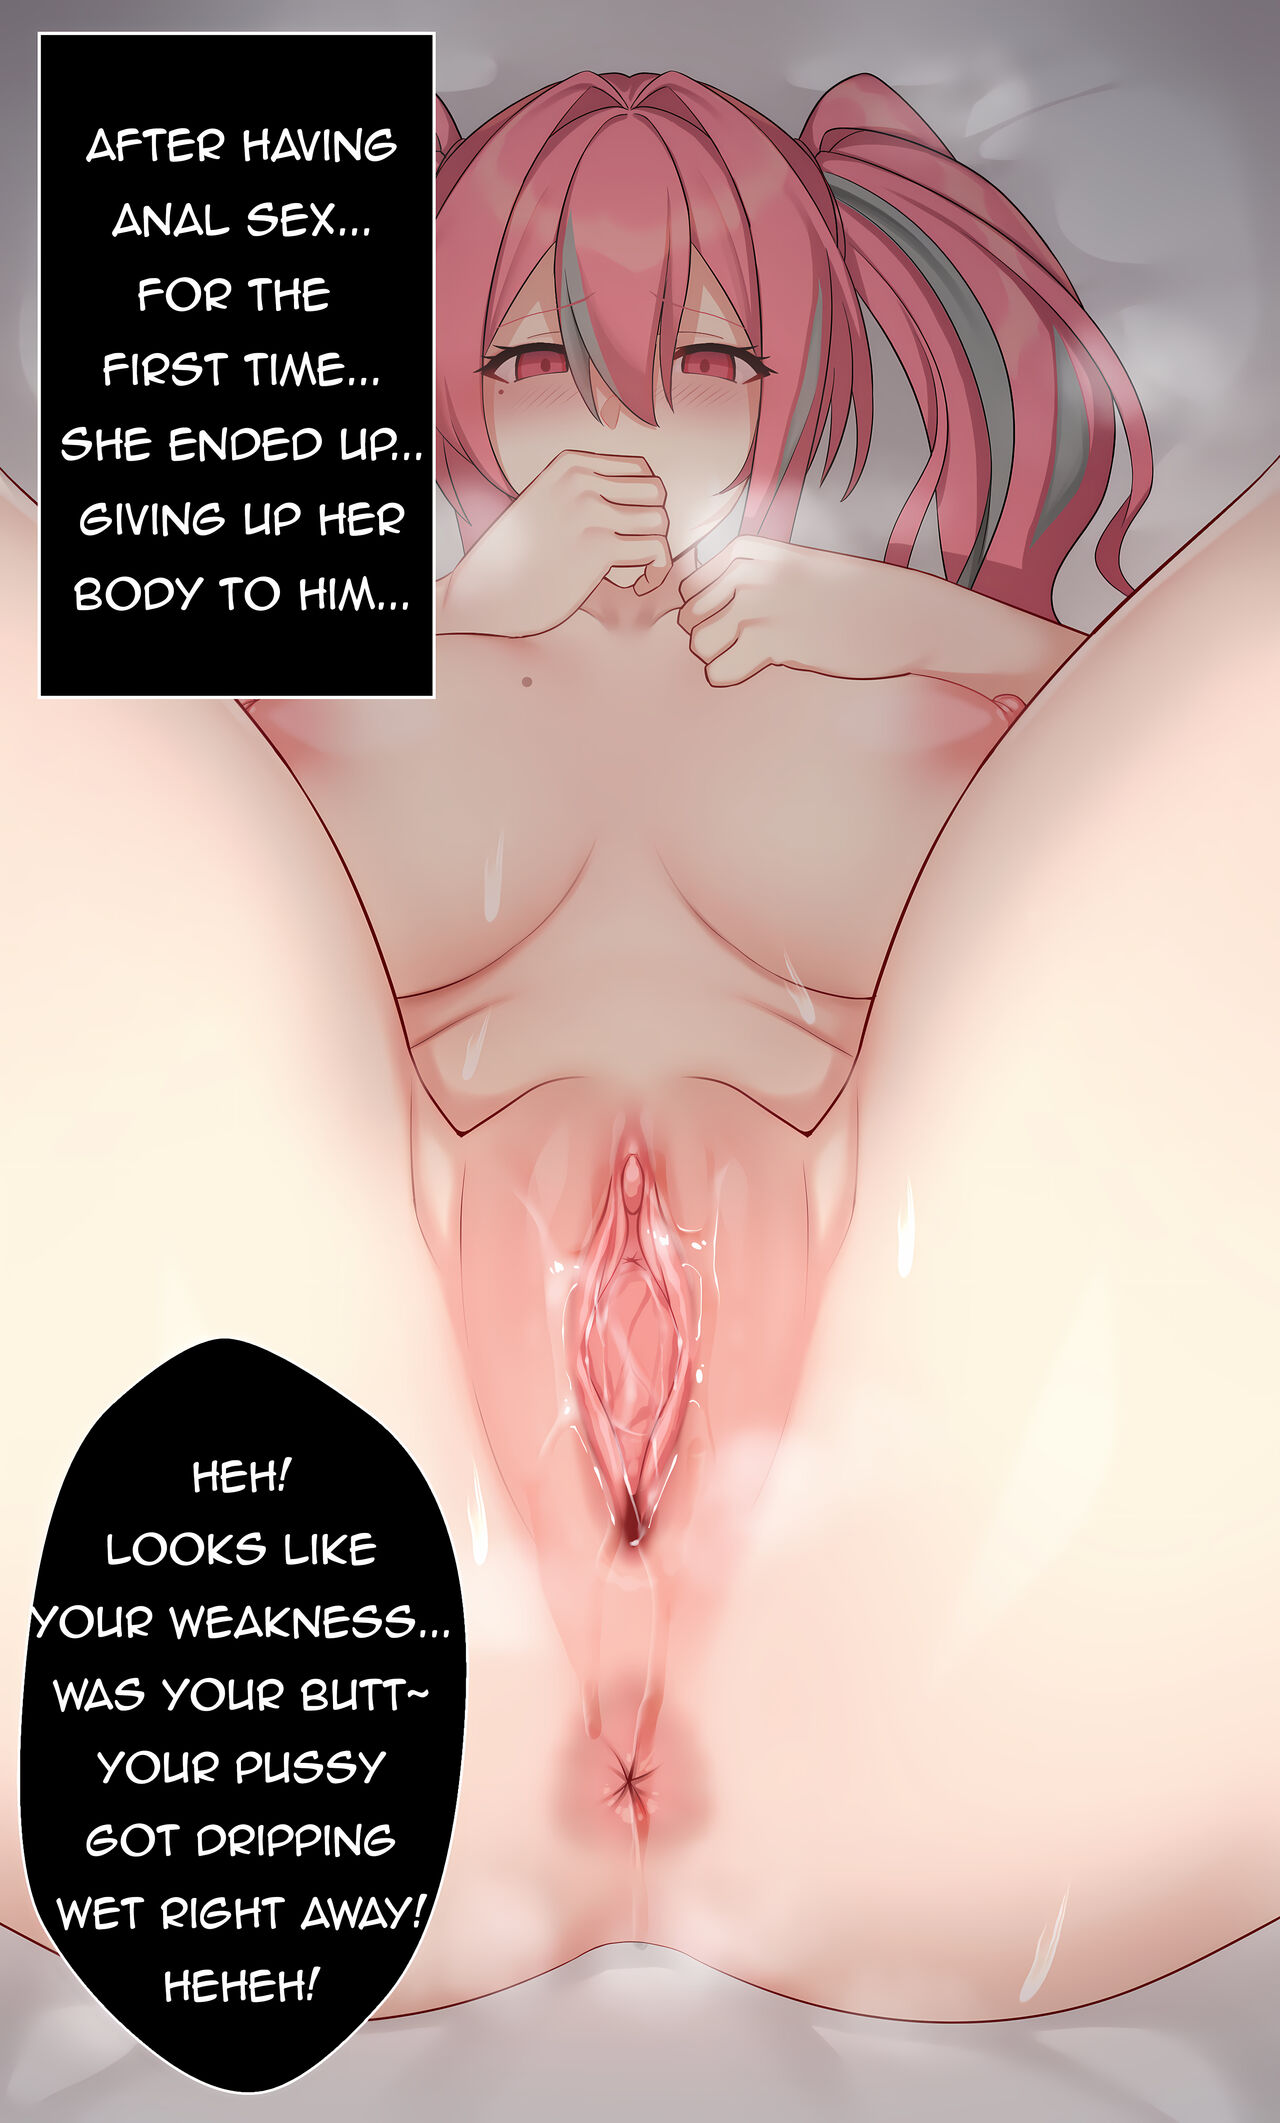 AFTER HAVING
ANAL SEX...
FOR THE
FIRST TIME...
SHE ENDED UP...
GIVING UP HER
BODY TO HIM...
HEH!
LOOKS LIKE
YOUR WEAKNESS...
WAS YOUR BUTT~
YOUR PUSSY
GOT DRIPPING
WET RIGHT AWAY!
HEHEH!